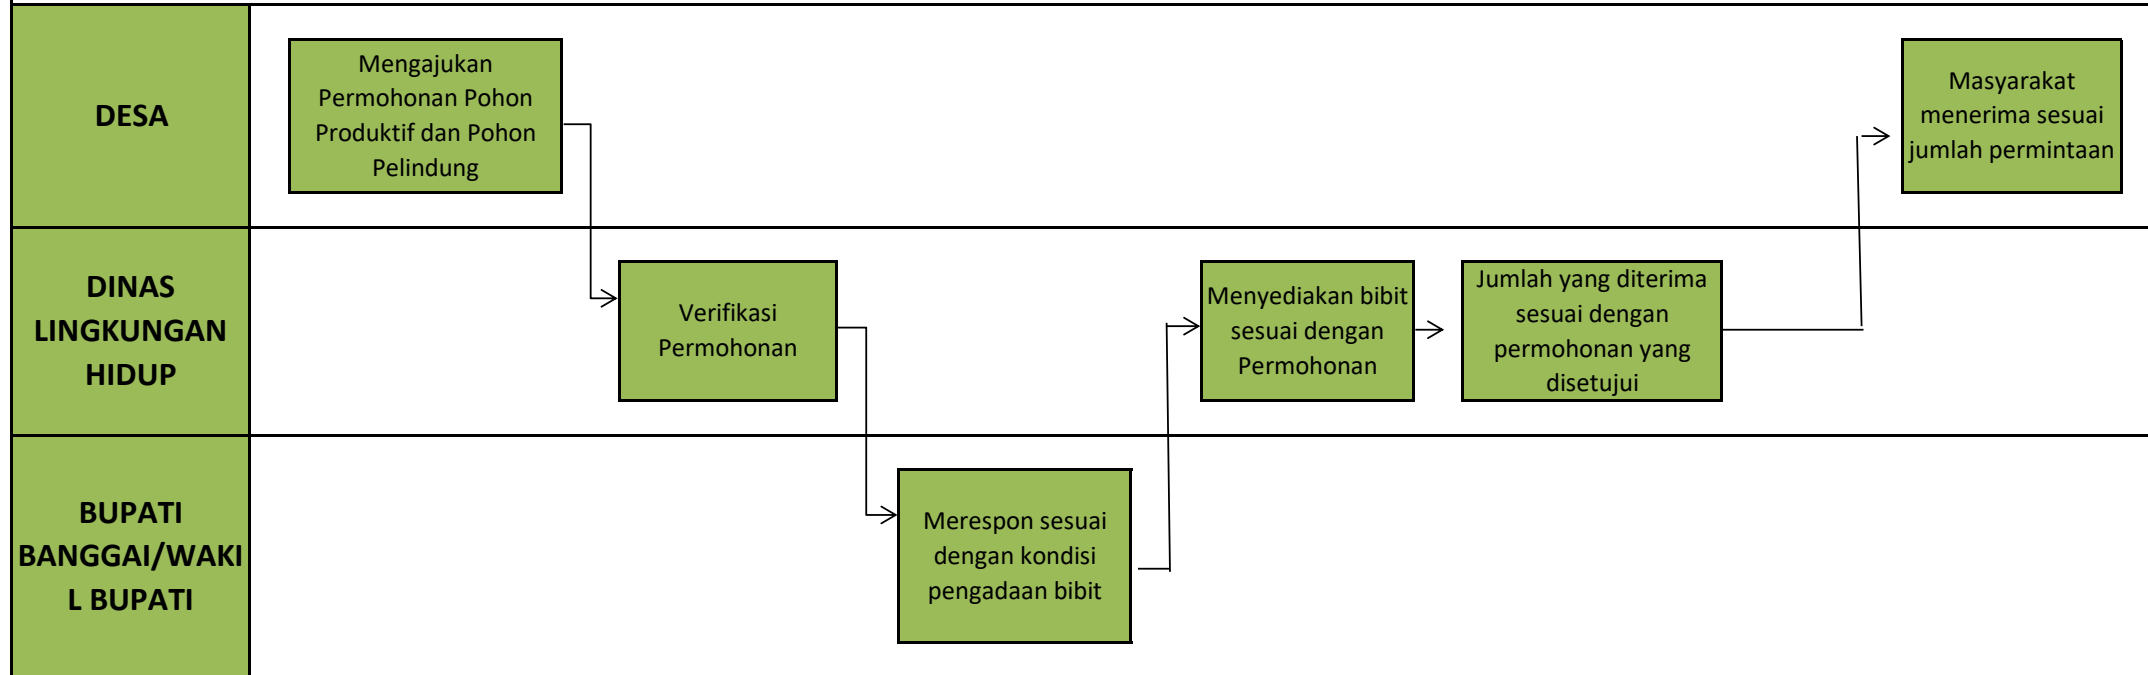 DESA
Mengajukan
Permohonan Pohon
Produktif dan Pohon
Pelindung
Masyarakat
menerima sesuai
jumlah permintaan
DINAS
LINGKUNGAN
HIDUP
Verifikasi
Permohonan
Menyediakan bibit
sesuai dengan
Permohonan
Jumlah yang diterima
sesuai dengan
permohonan yang
disetujui
BUPATI
BANGGAI/WAKI
L BUPATI
Merespon sesuai
dengan kondisi
pengadaan bibit